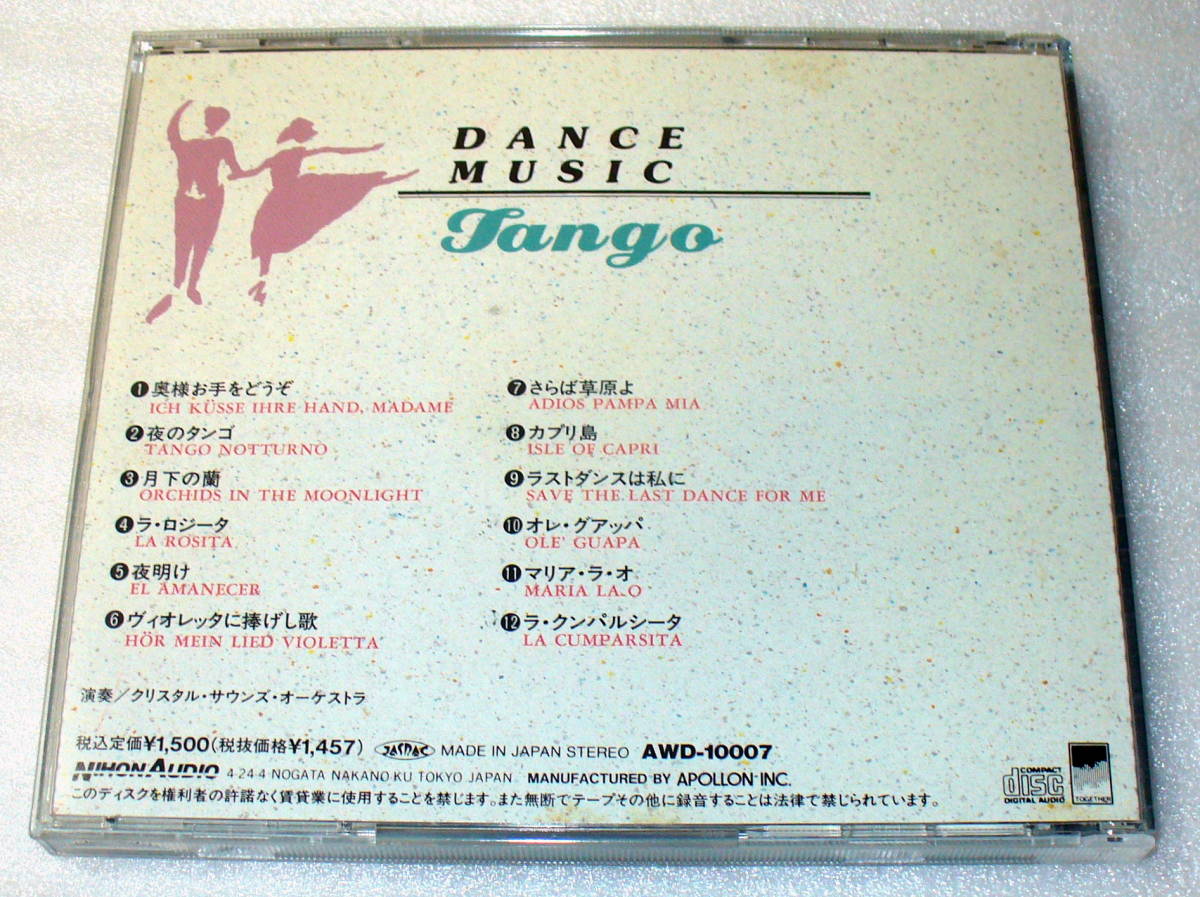 DANCE
MUSIC
Tango
❶奥様お手をどうぞ
ICH KÜSSE IHRE HAND, MADAME
❷夜のタンゴ
TANGO NOTTURNO
❸月下の蘭
ORCHIDS IN THE MOONLIGHT
❹ラ・ロジータ
LA ROSITA
❺夜明け
EL AMANECER
❻ヴィオレッタに捧げし歌
HÖR MEIN LIED VIOLETTA
❼さらば草原よ
ADIOS PAMPA MIA
❽カプリ島
ISLE OF CAPRI
❾ラストダンスは私に
SAVE THE LAST DANCE FOR ME
❿オレ・グアッパ
OLE' GUAPA
⓫マリア・ラ・オ
MARIA LA.O
⓬ラ・クンパルシータ
LA CUMPARSITA
演奏／クリスタル・サウンズ・オーケストラ
税込定価¥1,500(税抜価格¥1,457) JASRAC MADE IN JAPAN STEREO AWD-10007
NIHON AUDIO 4-24-4 NOGATA NAKANO-KU TOKYO JAPAN MANUFACTURED BY APOLLON INC.
このディスクを権利者の許諾なく賃貸業に使用することを禁じます。また無断でテープその他に録音することは法律で禁じられています。
COMPACT
disc
DIGITAL AUDIO
TOGETHER